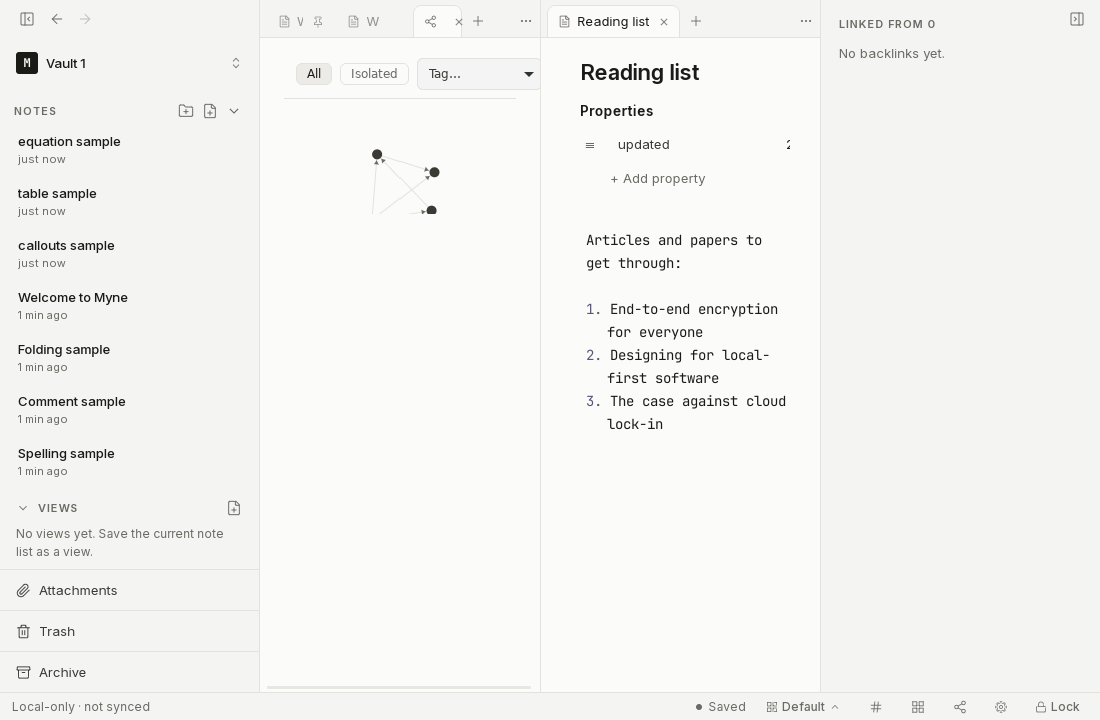 M Vault 1
NOTES
equation sample
just now
table sample
just now
callouts sample
just now
Welcome to Myne
1 min ago
Folding sample
1 min ago
Comment sample
1 min ago
Spelling sample
1 min ago
VIEWS
No views yet. Save the current note
list as a view.
Attachments
Trash
Archive
W
All
Isolated
Tag...
Reading list
Reading list
Properties
updated
+ Add property
Articles and papers to
get through:
1. End-to-end encryption
for everyone
2. Designing for local-
first software
3. The case against cloud
lock-in
LINKED FROM 0
No backlinks yet.
Local-only · not synced
Saved
Default
Lock